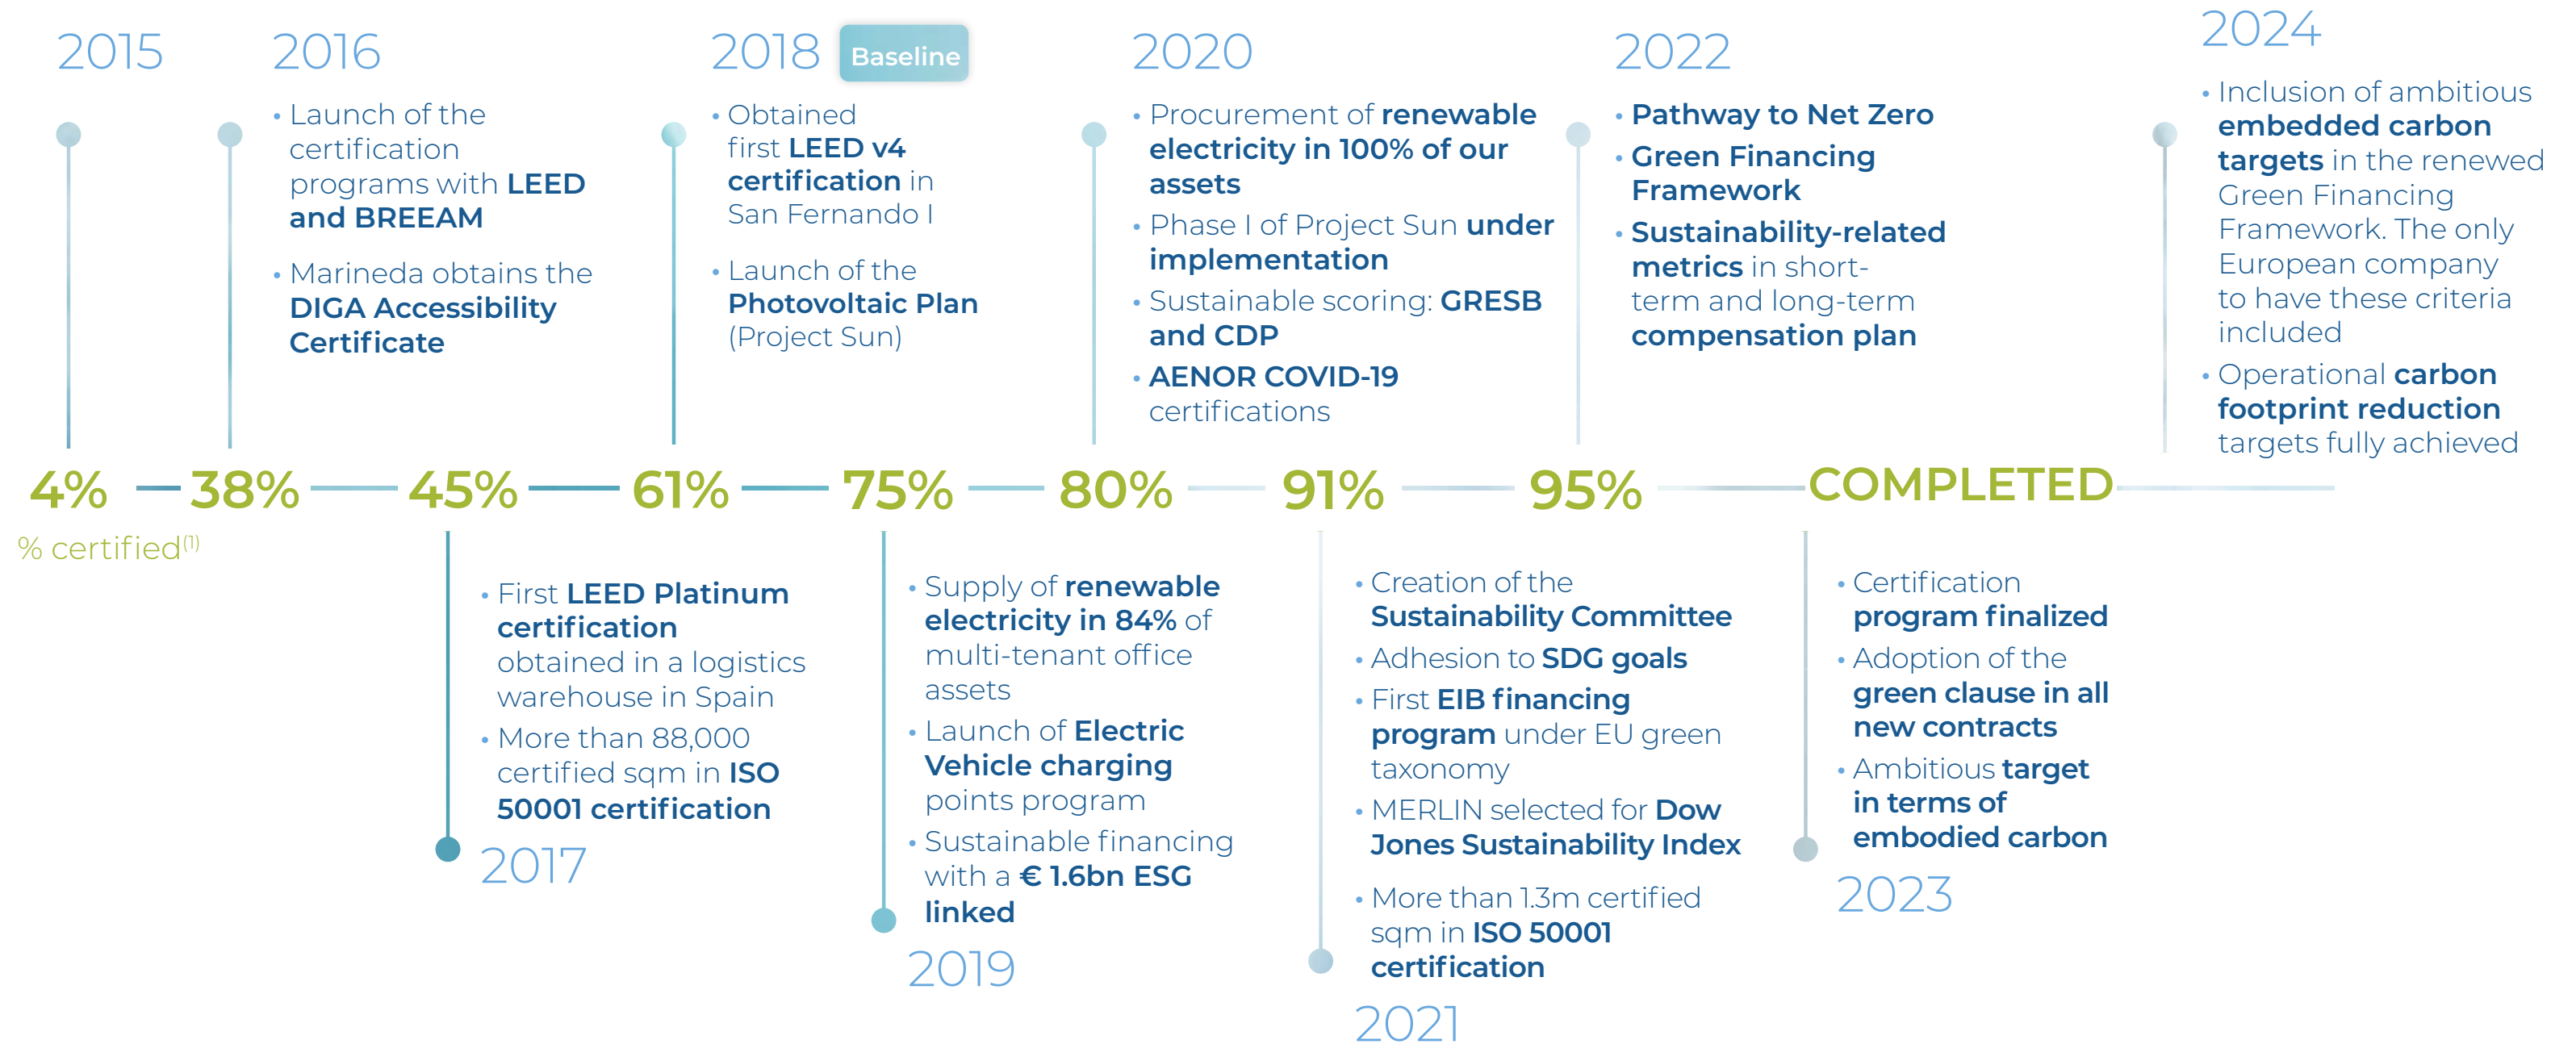 2015
2016
• Launch of the
certification
programs with LEED
and BREEAM
• Marineda obtains the
DIGA Accessibility
Certificate
2018
Baseline
• Obtained
first LEED v4
certification in
San Fernando I
• Launch of the
Photovoltaic Plan
(Project Sun)
2020
• Procurement of renewable
electricity in 100% of our
assets
• Phase I of Project Sun under
implementation
• Sustainable scoring: GRESB
and CDP
• AENOR COVID-19
certifications
2022
• Pathway to Net Zero
• Green Financing
Framework
• Sustainability-related
metrics in short-
term and long-term
compensation plan
2024
• Inclusion of ambitious
embedded carbon
targets in the renewed
Green Financing
Framework. The only
European company
to have these criteria
included
• Operational carbon
footprint reduction
targets fully achieved
4% 38% 45% 61% 75% 80% 91% 95% COMPLETED
% certified(1)
• First LEED Platinum
certification
obtained in a logistics
warehouse in Spain
• More than 88,000
certified sqm in ISO
50001 certification
2017
• Supply of renewable
electricity in 84% of
multi-tenant office
assets
• Launch of Electric
Vehicle charging
points program
• Sustainable financing
with a € 1.6bn ESG
linked
2019
• Creation of the
Sustainability Committee
• Adhesion to SDG goals
• First EIB financing
program under EU green
taxonomy
• MERLIN selected for Dow
Jones Sustainability Index
• More than 1.3m certified
sqm in ISO 50001
certification
2021
• Certification
program finalized
• Adoption of the
green clause in all
new contracts
• Ambitious target
in terms of
embodied carbon
2023